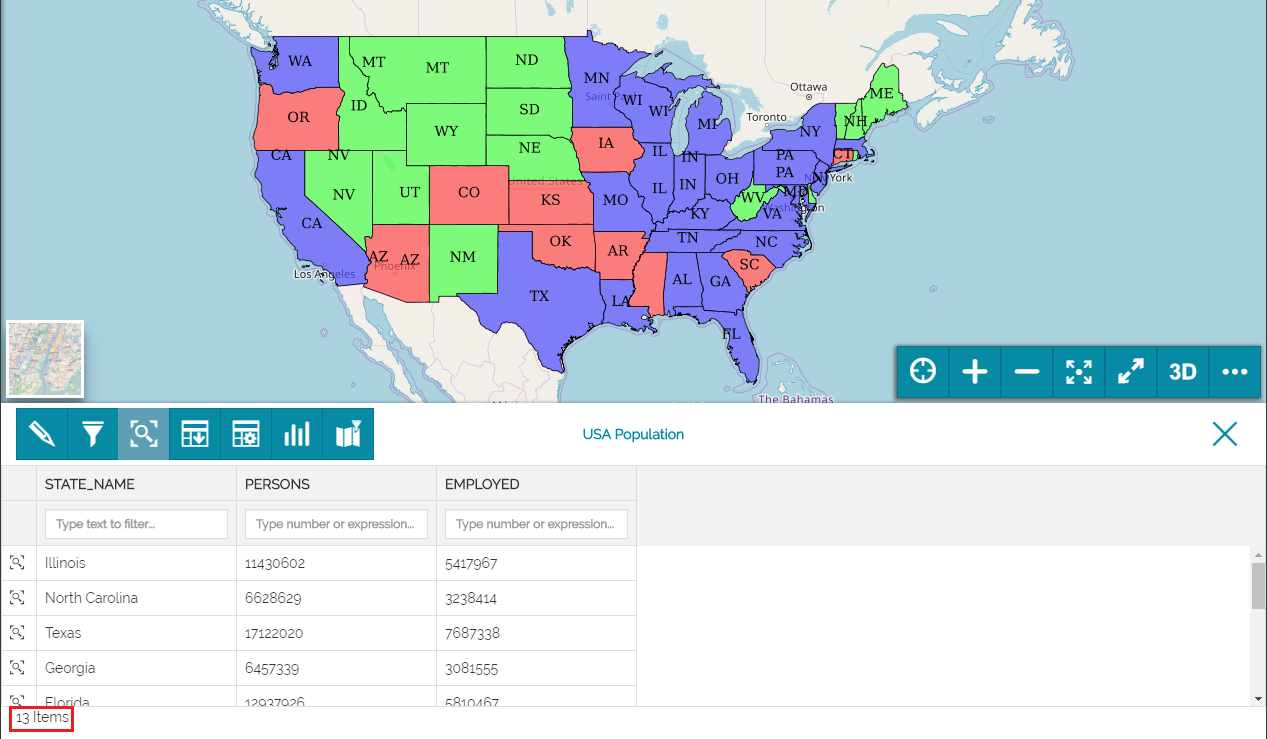 WA
MT
MT
ND
MN
OR
ID
SD
WI
WI
MI
ME
Ottawa
Toronto
NH
NY
WY
IA
CT
CA
NV
NE
IL
IN
PA
PA
OH
NV
UT
CO
KS
MO
IL
IN
WV
MD
VA
KY
CA
OK
AR
TN
NC
AZ
AZ
NM
SC
Los Angeles
Phoenix
United States
TX
LA
AL
GA
FL
The Bahamas
3D
USA Population
STATE_NAME PERSONS EMPLOYED
Type text to filter... Type number or expression... Type number or expression...
Illinois 11430602 5417967
North Carolina 6628629 3238414
Texas 17122020 7687338
Georgia 6457339 3081555
Florida 12937926 5810467
13 Items